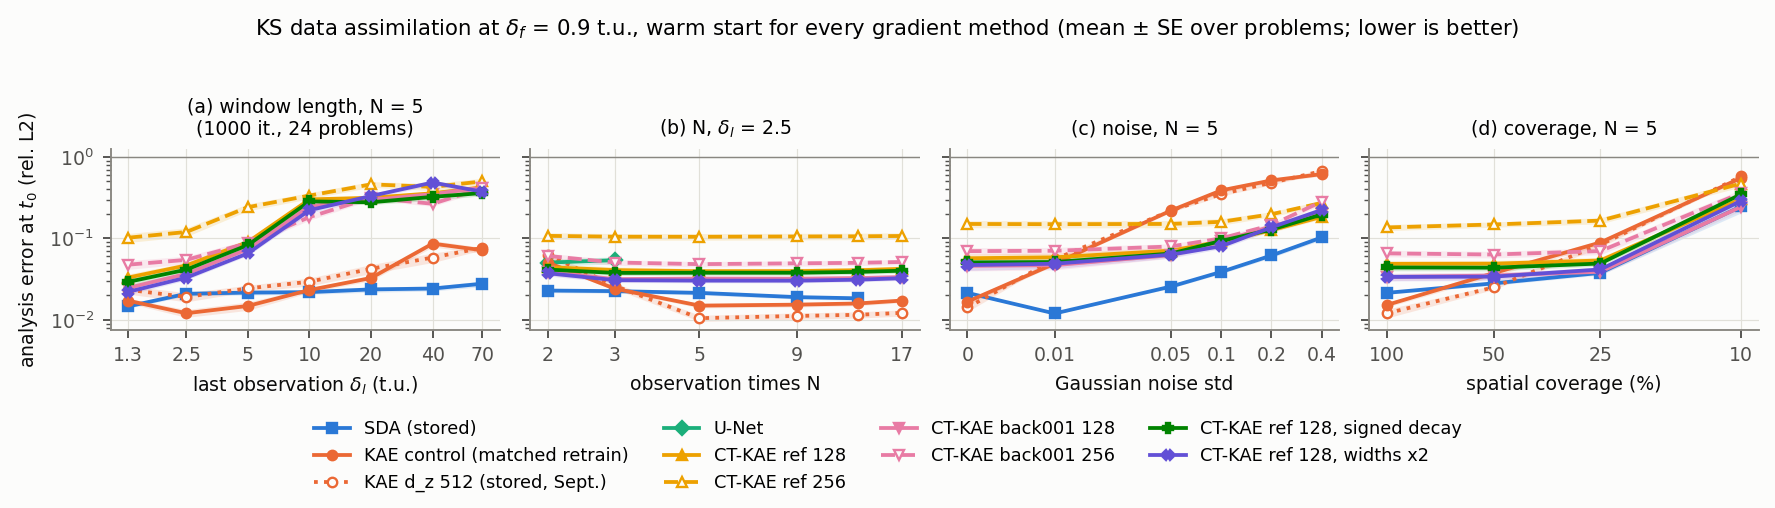 KS data assimilation at δf = 0.9 t.u., warm start for every gradient method (mean ± SE over problems; lower is better)
(a) window length, N = 5
(1000 it., 24 problems)
(b) N, δl = 2.5
(c) noise, N = 5
(d) coverage, N = 5
analysis error at t0 (rel. L2)
10^0
10^−1
10^−2
1.3 2.5 5 10 20 40 70
2 3 5 9 17
0 0.01 0.05 0.1 0.2 0.4
100 50 25 10
last observation δl (t.u.)
observation times N
Gaussian noise std
spatial coverage (%)
SDA (stored)
KAE control (matched retrain)
KAE d_z 512 (stored, Sept.)
U-Net
CT-KAE ref 128
CT-KAE ref 256
CT-KAE back001 128
CT-KAE back001 256
CT-KAE ref 128, signed decay
CT-KAE ref 128, widths x2